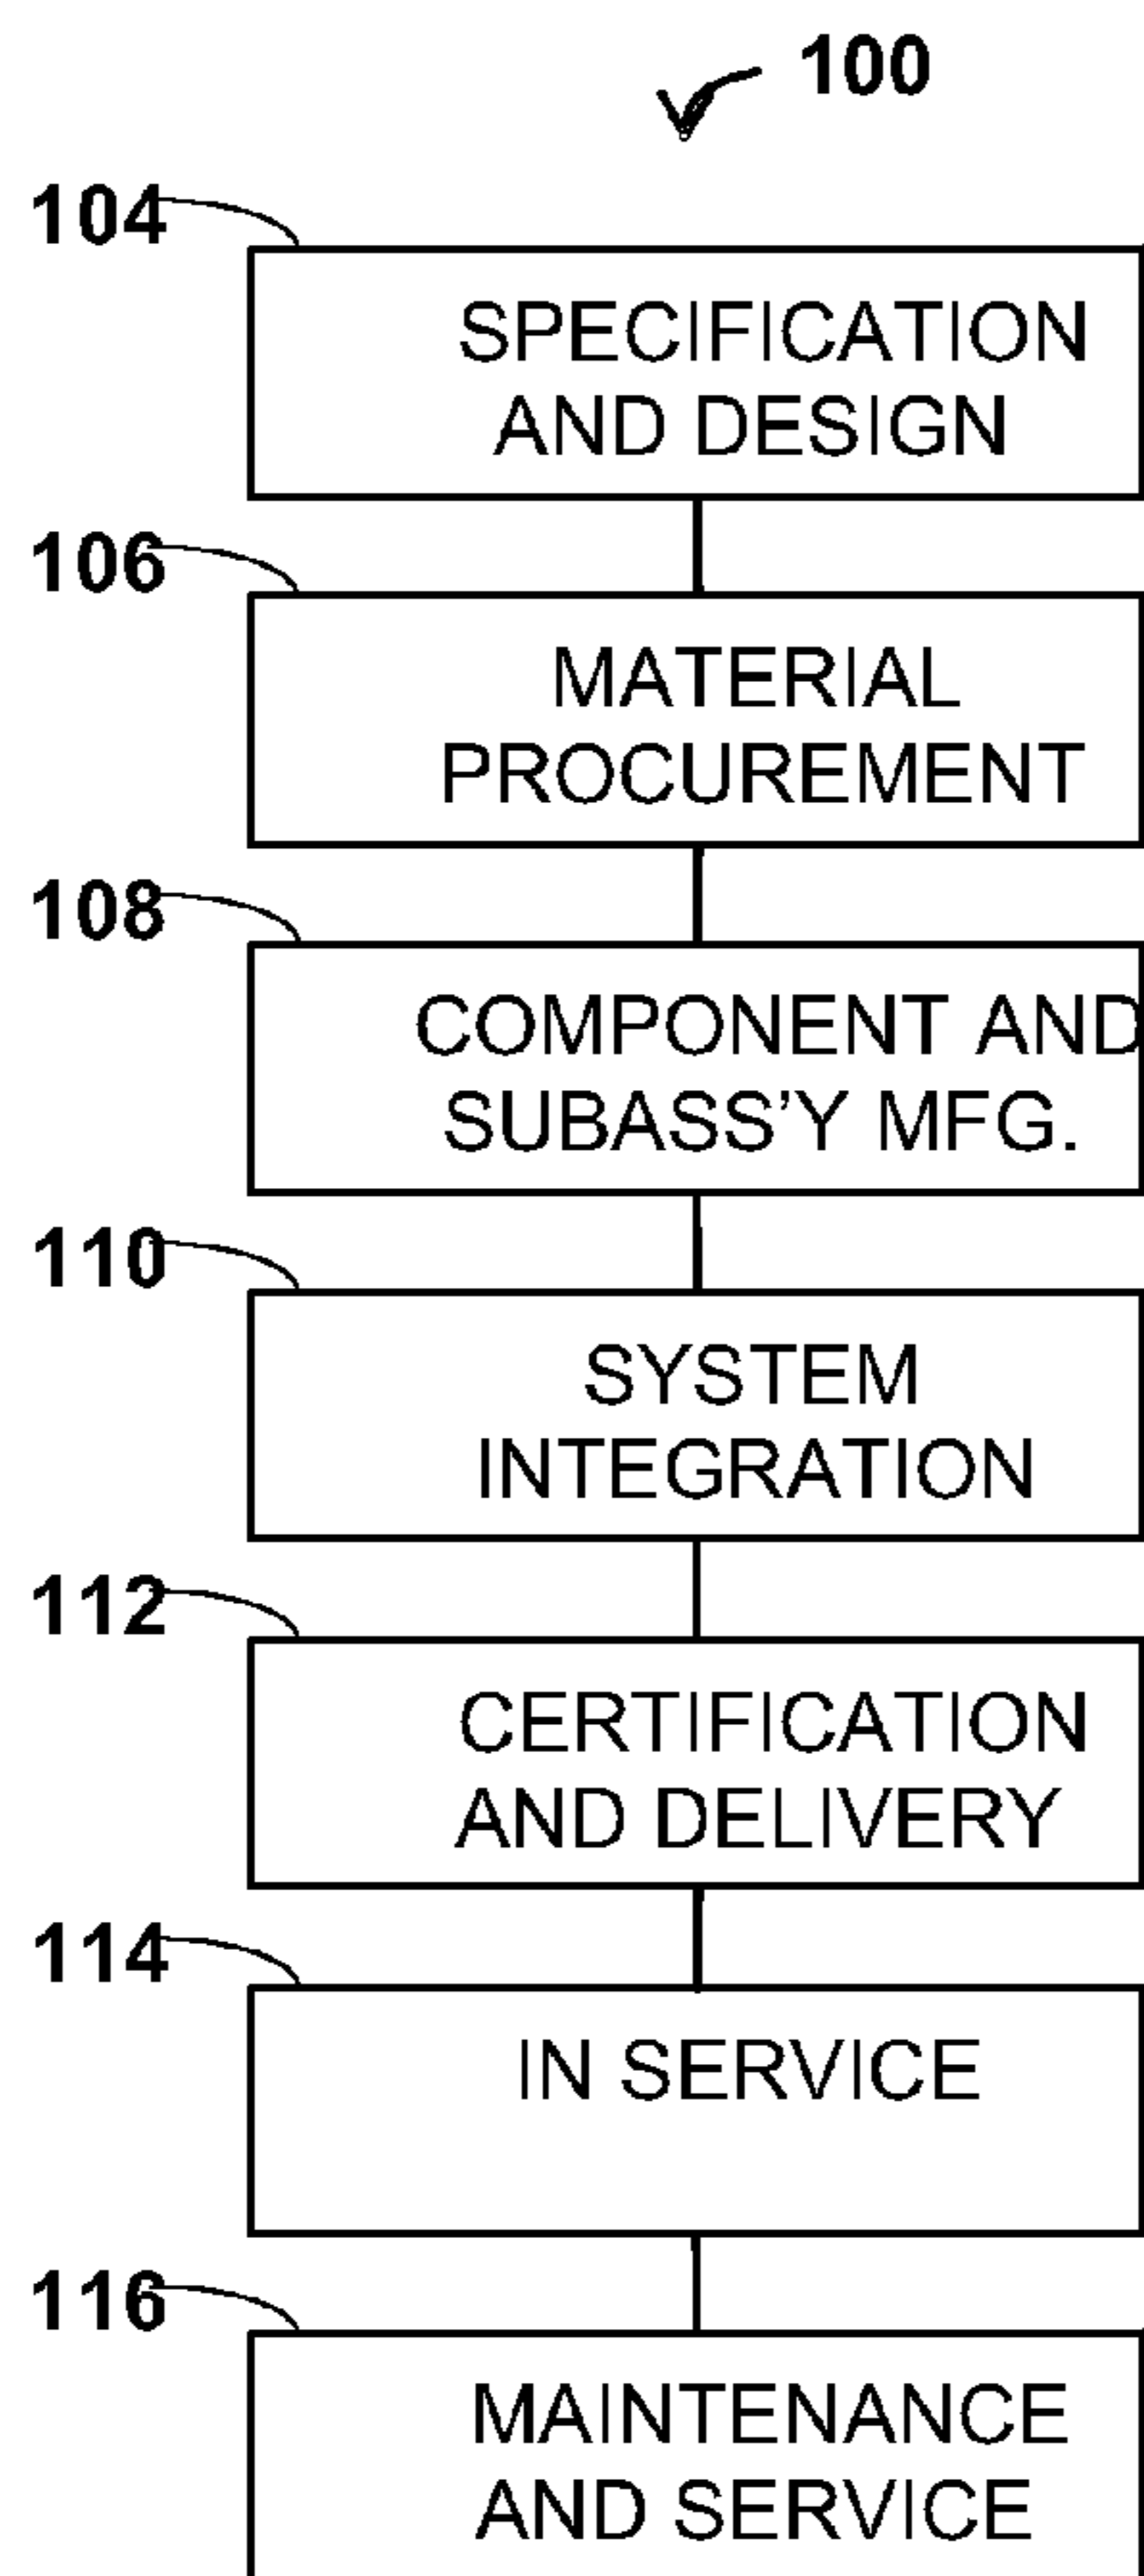 100
104
SPECIFICATION
AND DESIGN
106
MATERIAL
PROCUREMENT
108
COMPONENT AND
SUBASS’Y MFG.
110
SYSTEM
INTEGRATION
112
CERTIFICATION
AND DELIVERY
114
IN SERVICE
116
MAINTENANCE
AND SERVICE